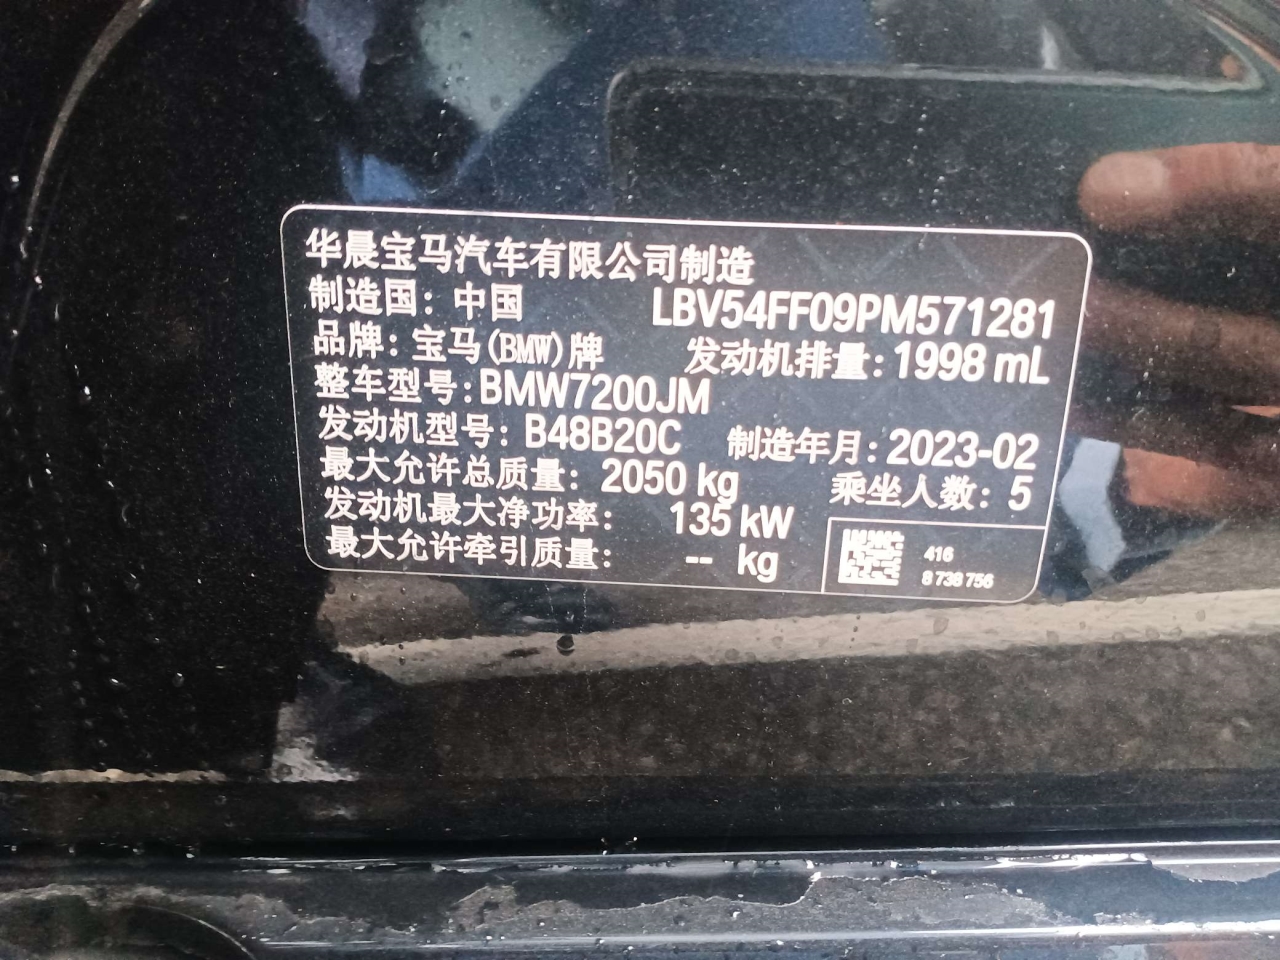 华晨宝马汽车有限公司制造
制造国：中国 LBV54FF09PM571281
品牌：宝马(BMW)牌 发动机排量：1998 mL
整车型号：BMW7200JM
发动机型号：B48B20C 制造年月：2023-02
最大允许总质量：2050 kg 乘坐人数：5
发动机最大净功率：135 kW
最大允许牵引质量：-- kg
416
8 738 756